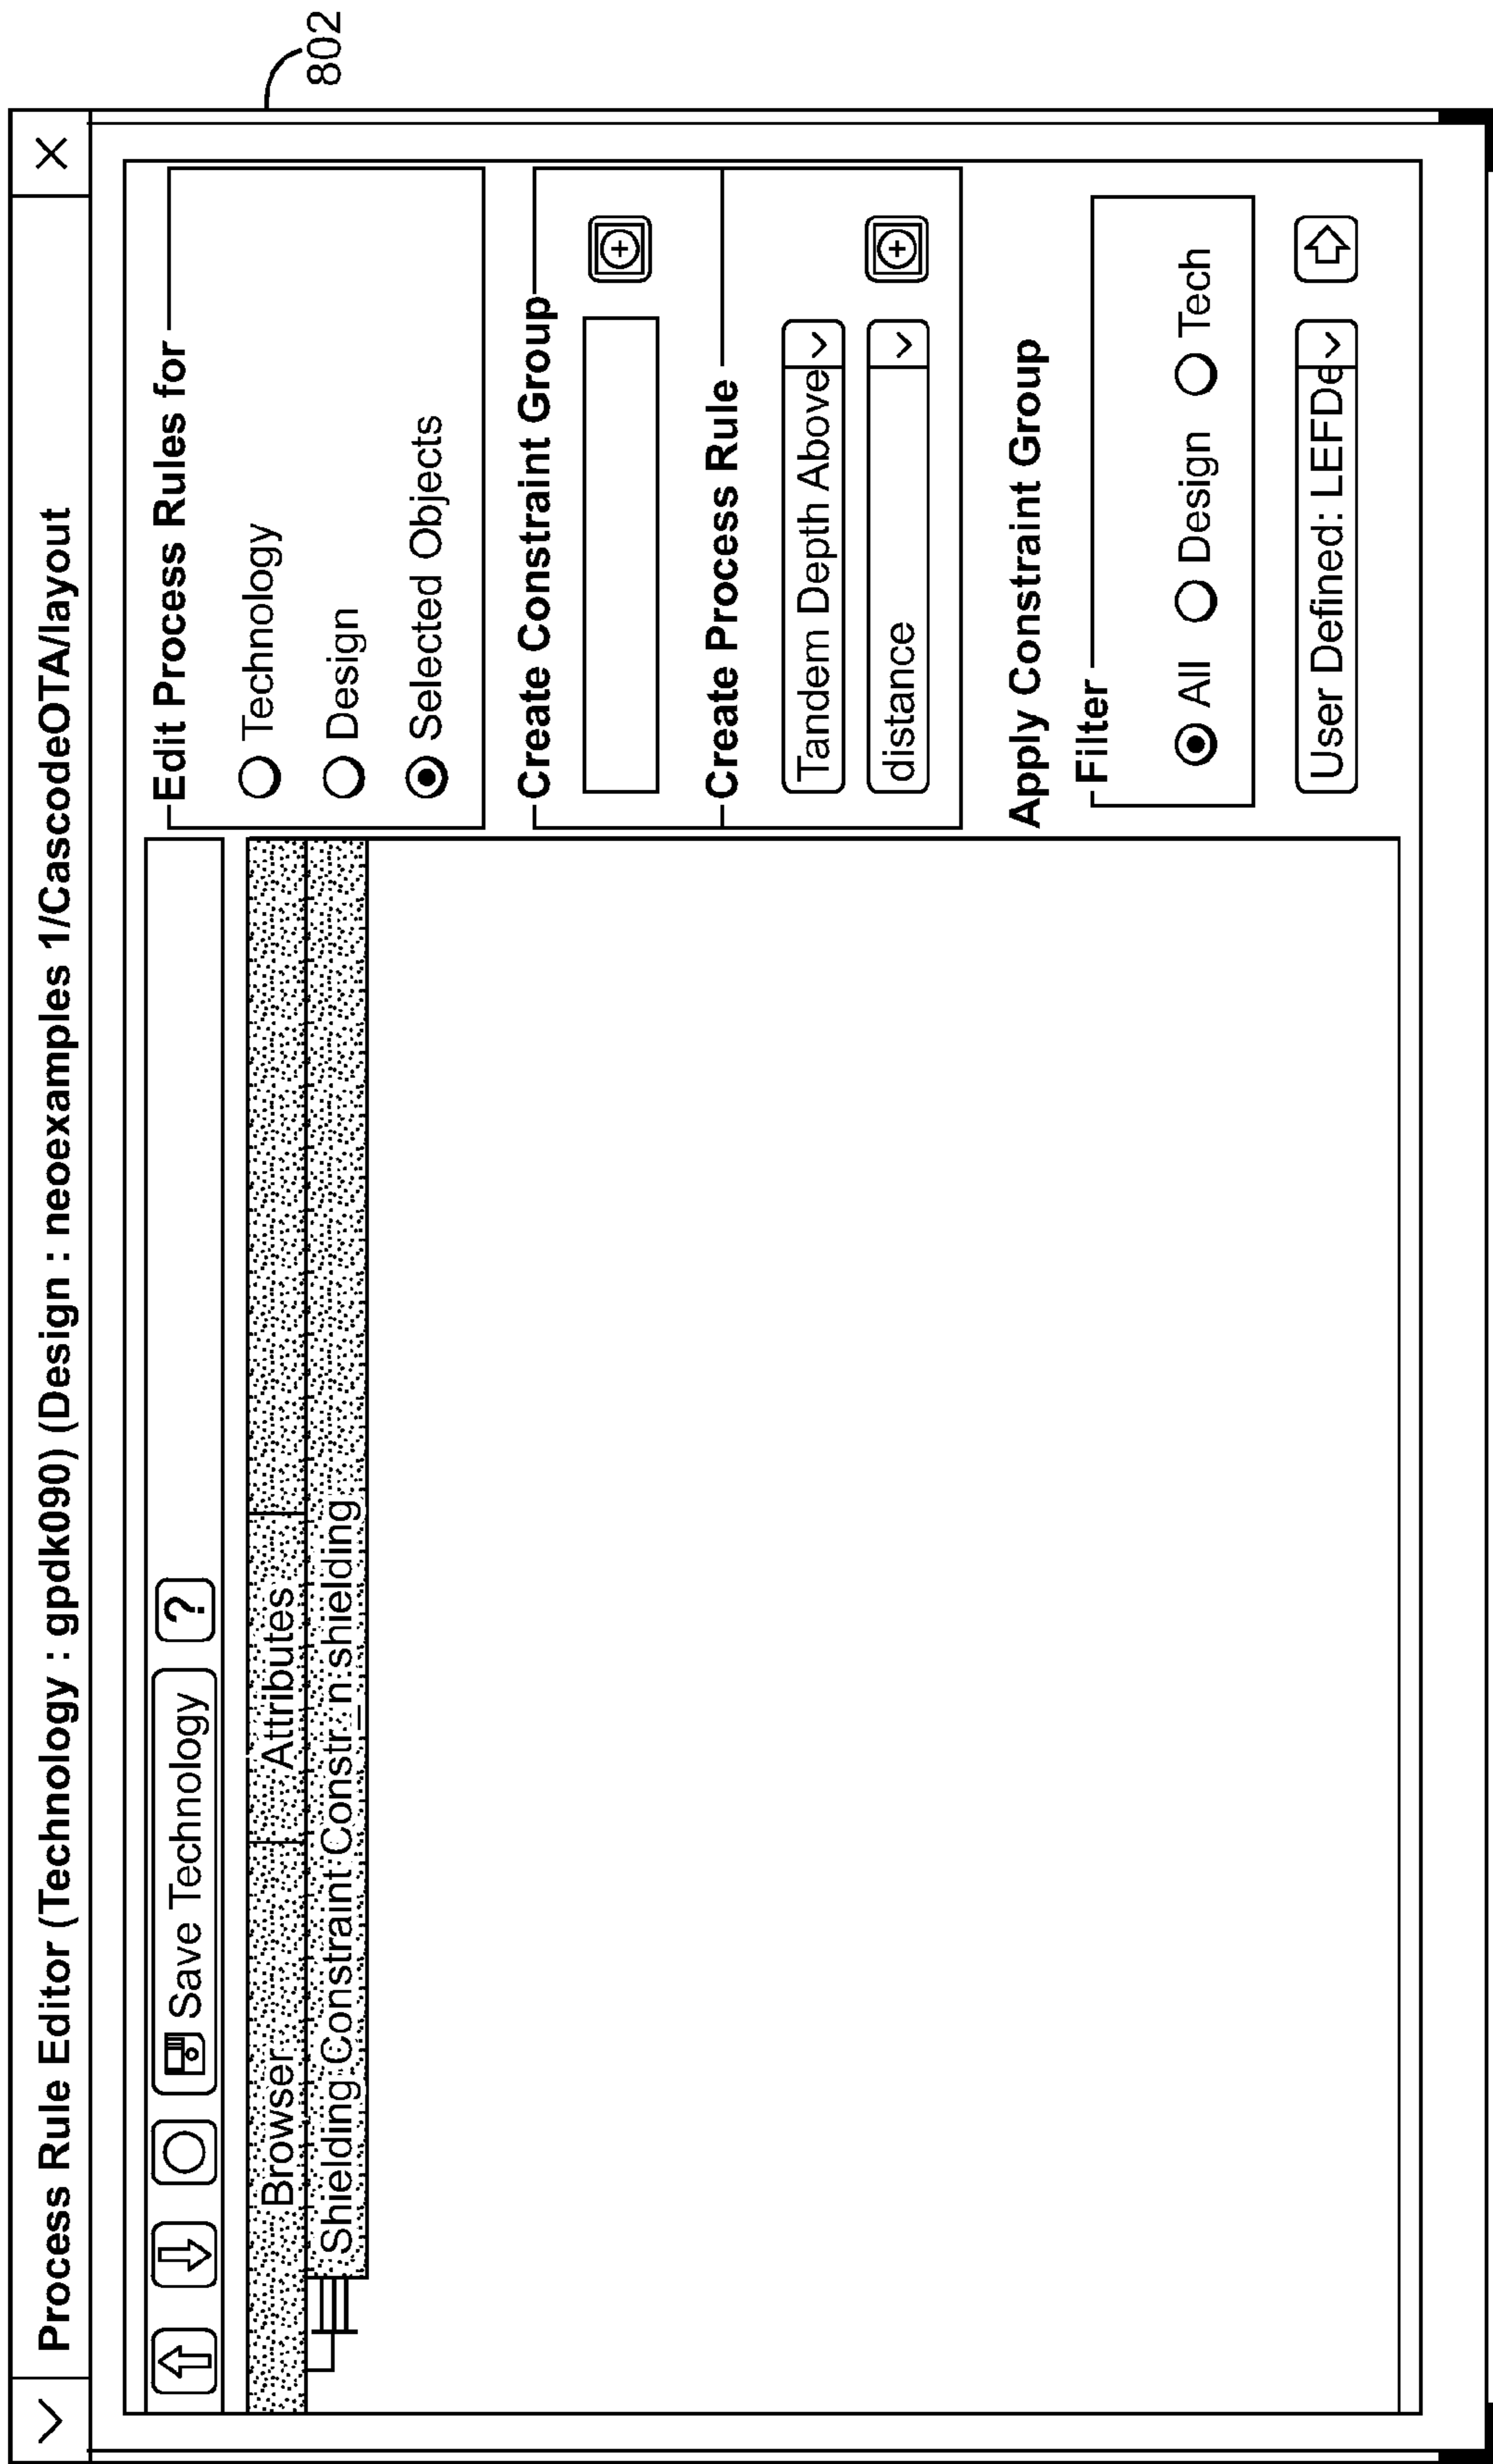 Process Rule Editor (Technology : gpdk090) (Design : neoexamples 1/CascodeOTA/layout
802
Save Technology ?
Browser Attributes
Shielding Constraint Constr_n shielding
Edit Process Rules for
Technology
Design
Selected Objects
Create Constraint Group
Create Process Rule
Tandem Depth Above
distance
Apply Constraint Group
Filter
All Design Tech
User Defined: LEFDe